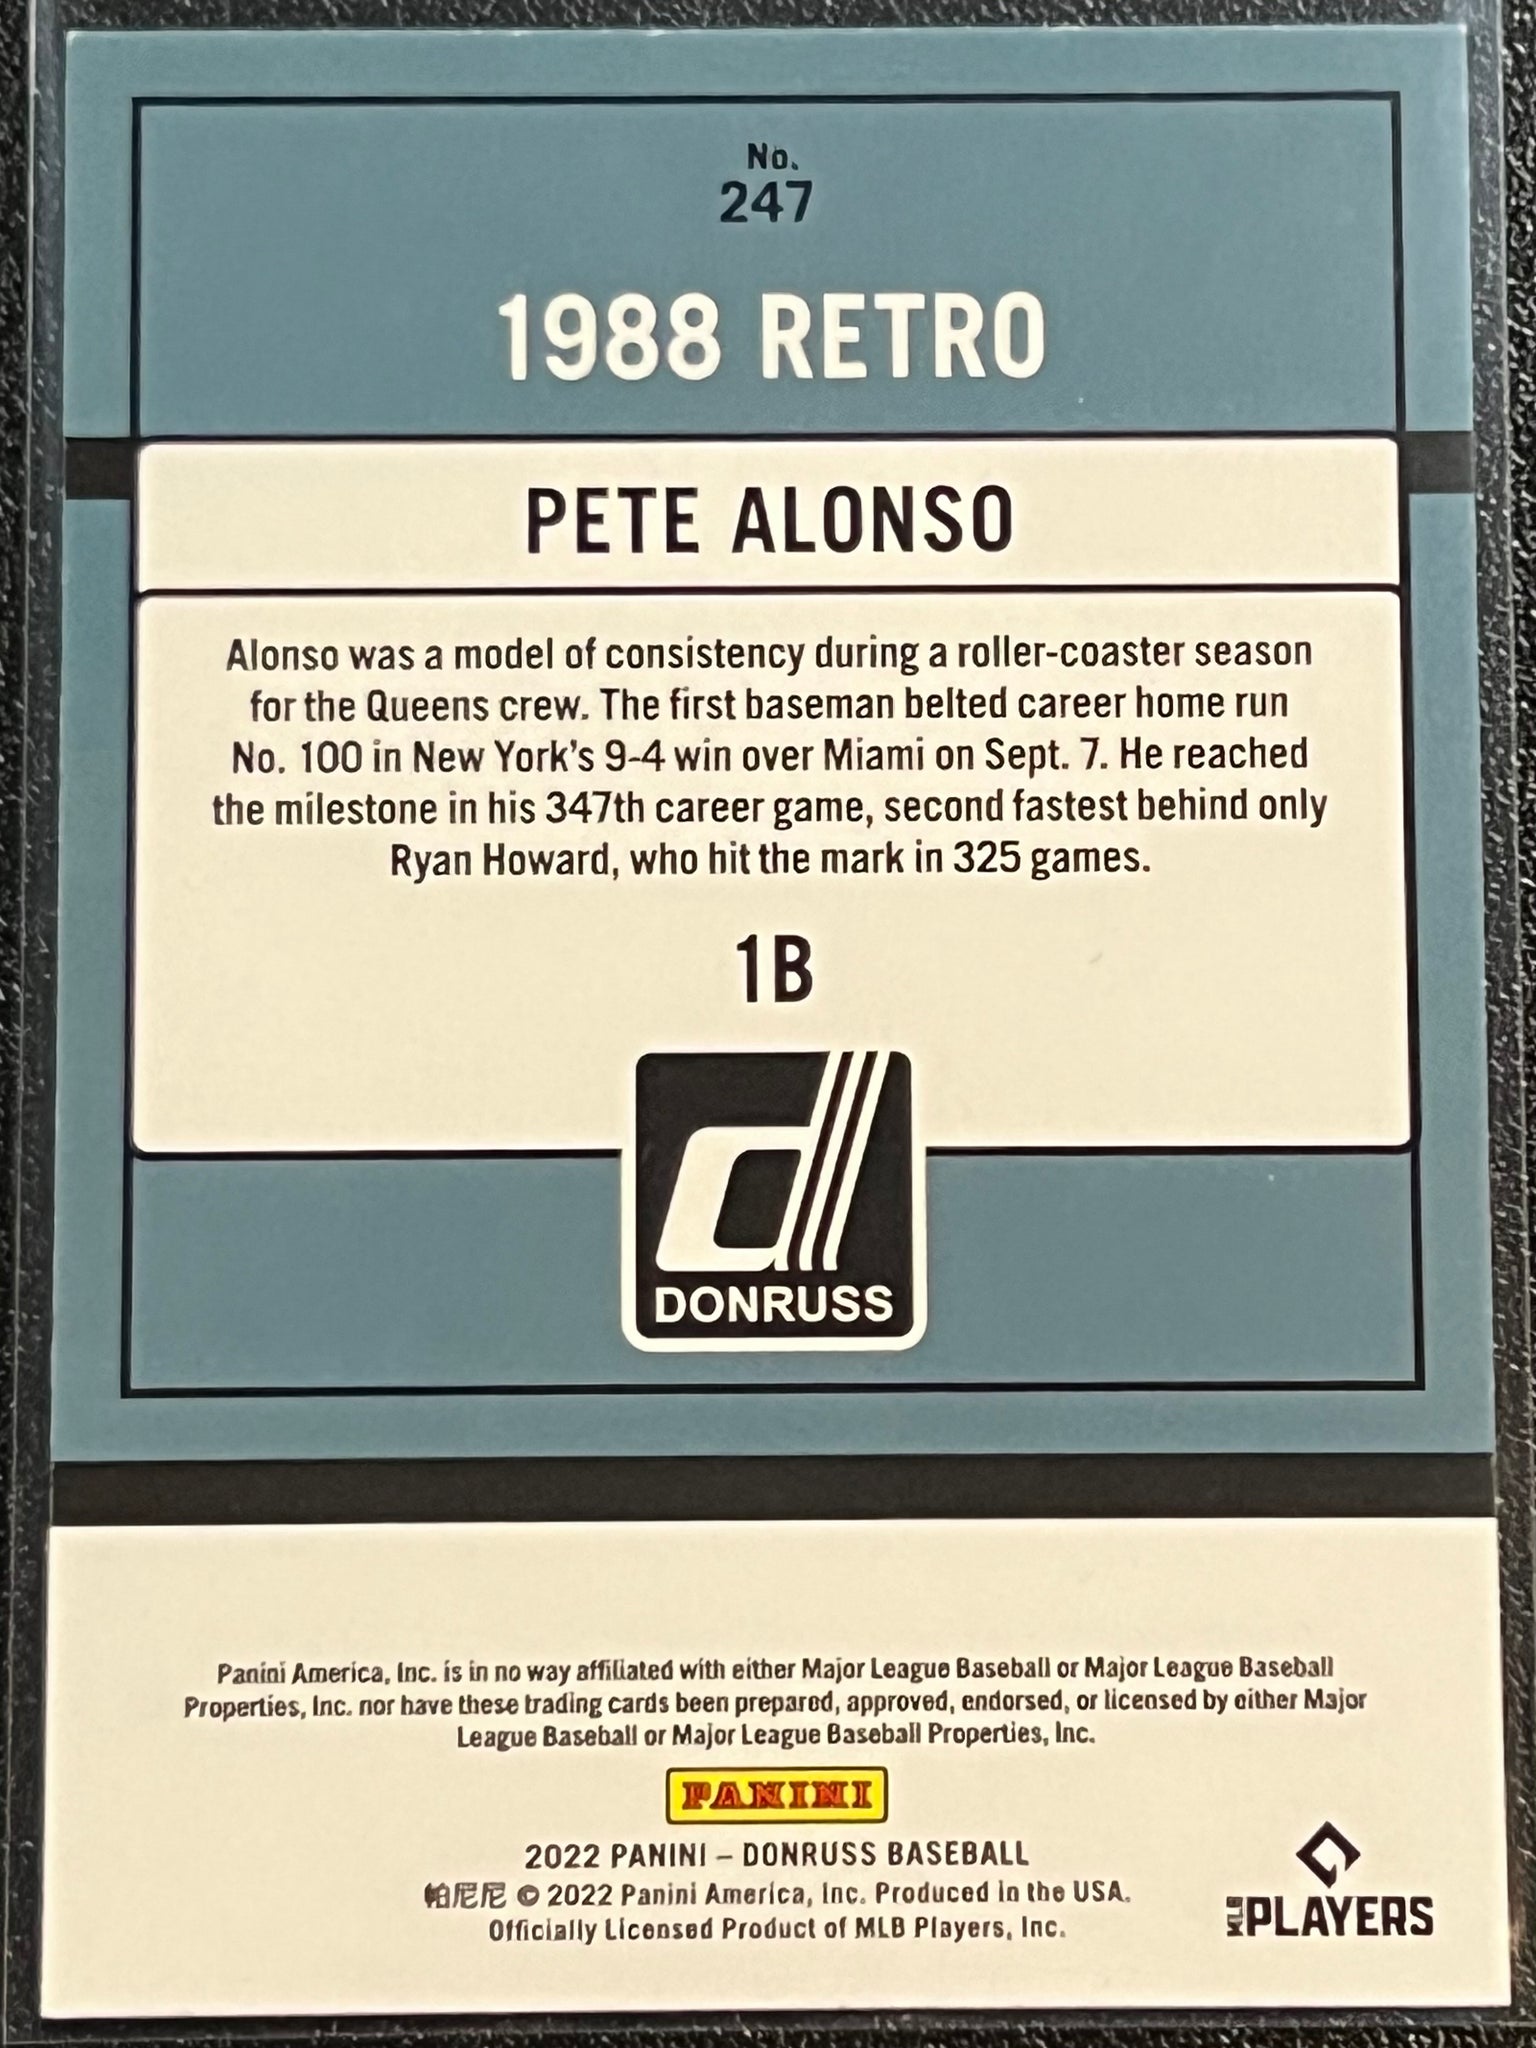 No.
247
1988 RETRO
PETE ALONSO
Alonso was a model of consistency during a roller-coaster season
for the Queens crew. The first baseman belted career home run
No. 100 in New York's 9-4 win over Miami on Sept. 7. He reached
the milestone in his 347th career game, second fastest behind only
Ryan Howard, who hit the mark in 325 games.
1B
d
DONRUSS
Panini America, Inc. is in no way affiliated with either Major League Baseball or Major League Baseball
Properties, Inc. nor have these trading cards been prepared, approved, endorsed, or licensed by either Major
League Baseball or Major League Baseball Properties, Inc.
PANINI
2022 PANINI – DONRUSS BASEBALL
帕尼尼 © 2022 Panini America, Inc. Produced in the USA.
Officially Licensed Product of MLB Players, Inc.
MLB PLAYERS